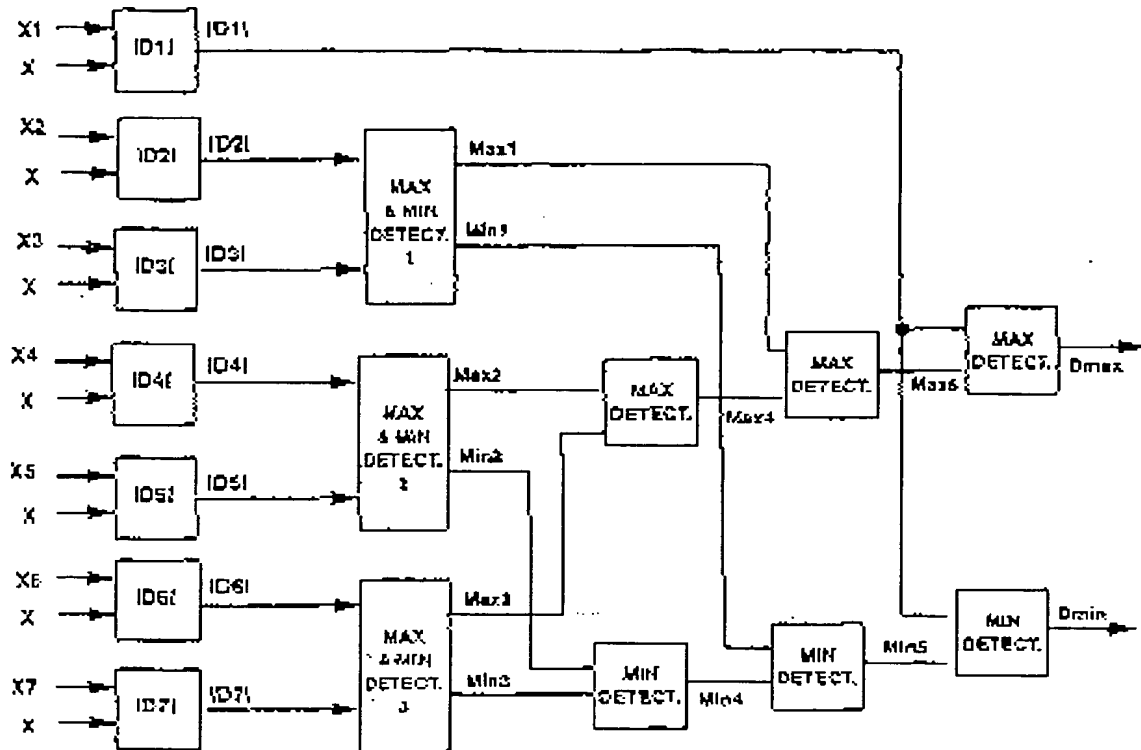 X1
X
|D1|
|D1|
X2
X
|D2|
|D2|
X3
X
|D3|
|D3|
MAX
& MIN
DETECT.
1
Max1
Min1
X4
X
|D4|
|D4|
X5
X
|D5|
|D5|
MAX
& MIN
DETECT.
2
Max2
Min2
X6
X
|D6|
|D6|
X7
X
|D7|
|D7|
MAX
& MIN
DETECT.
3
Max3
Min3
MAX
DETECT.
Max4
MAX
DETECT.
Max5
MAX
DETECT.
Dmax
MIN
DETECT.
Min4
MIN
DETECT.
Min5
MIN
DETECT.
Dmin